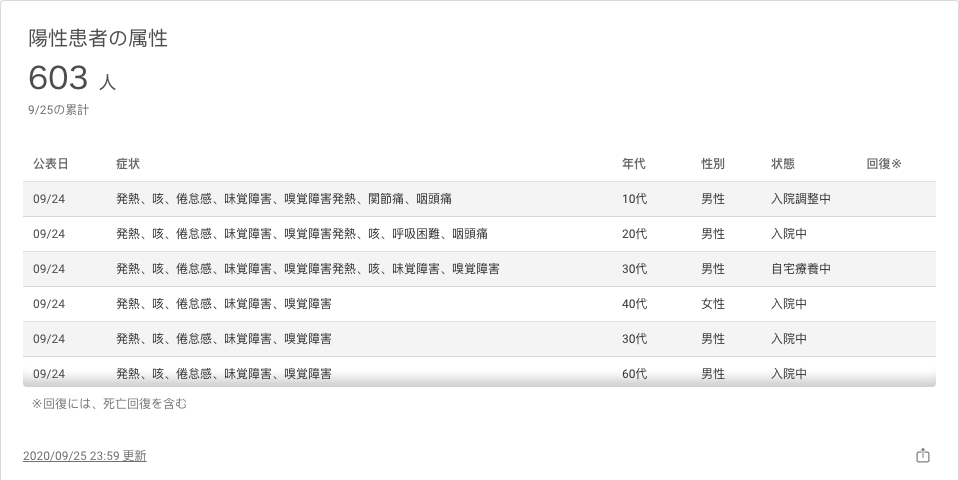 陽性患者の属性
603 人
9/25の累計
公表日 症状 年代 性別 状態 回復※
09/24 発熱、咳、倦怠感、味覚障害、嗅覚障害発熱、関節痛、咽頭痛 10代 男性 入院調整中
09/24 発熱、咳、倦怠感、味覚障害、嗅覚障害発熱、咳、呼吸困難、咽頭痛 20代 男性 入院中
09/24 発熱、咳、倦怠感、味覚障害、嗅覚障害発熱、咳、味覚障害、嗅覚障害 30代 男性 自宅療養中
09/24 発熱、咳、倦怠感、味覚障害、嗅覚障害 40代 女性 入院中
09/24 発熱、咳、倦怠感、味覚障害、嗅覚障害 30代 男性 入院中
09/24 発熱、咳、倦怠感、味覚障害、嗅覚障害 60代 男性 入院中
※回復には、死亡回復を含む
2020/09/25 23:59 更新